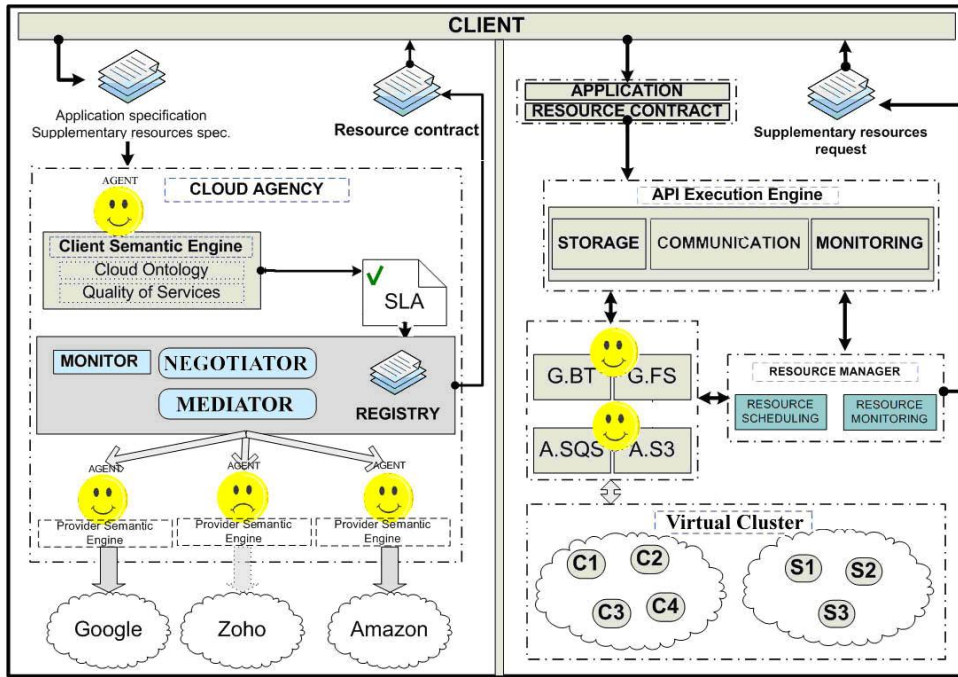 CLIENT
Application specification
Supplementary resources spec.
Resource contract
AGENT
CLOUD AGENCY
Client Semantic Engine
Cloud Ontology
Quality of Services
SLA
MONITOR
NEGOTIATOR
MEDIATOR
REGISTRY
AGENT
AGENT
AGENT
Provider Semantic
Engine
Provider Semantic
Engine
Provider Semantic
Engine
Google
Zoho
Amazon
APPLICATION
RESOURCE CONTRACT
Supplementary resources
request
API Execution Engine
STORAGE
COMMUNICATION
MONITORING
G.BT
G.FS
A.SQS
A.S3
RESOURCE MANAGER
RESOURCE
SCHEDULING
RESOURCE
MONITORING
Virtual Cluster
C1
C2
C3
C4
S1
S2
S3